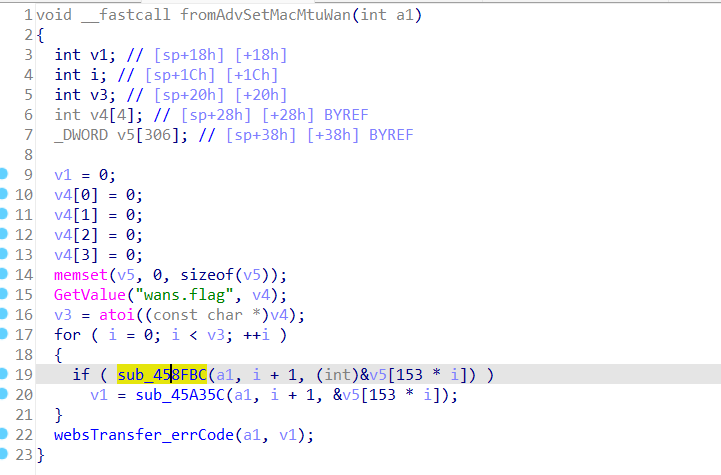 1 void __fastcall fromAdvSetMacMtuWan(int a1)
2 {
3   int v1; // [sp+18h] [+18h]
4   int i; // [sp+1Ch] [+1Ch]
5   int v3; // [sp+20h] [+20h]
6   int v4[4]; // [sp+28h] [+28h] BYREF
7   _DWORD v5[306]; // [sp+38h] [+38h] BYREF
8
9   v1 = 0;
10   v4[0] = 0;
11   v4[1] = 0;
12   v4[2] = 0;
13   v4[3] = 0;
14   memset(v5, 0, sizeof(v5));
15   GetValue("wans.flag", v4);
16   v3 = atoi((const char *)v4);
17   for ( i = 0; i < v3; ++i )
18   {
19     if ( sub_458FBC(a1, i + 1, (int)&v5[153 * i]) )
20       v1 = sub_45A35C(a1, i + 1, &v5[153 * i]);
21   }
22   websTransfer_errCode(a1, v1);
23 }